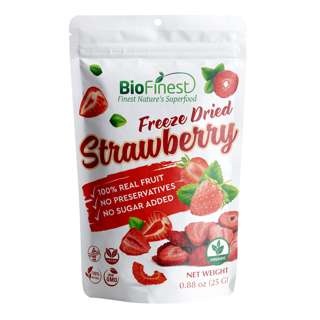 BioFinest
Finest Nature's Superfood
Freeze Dried
Strawberry
100% REAL FRUIT
NO PRESERVATIVES
NO SUGAR ADDED
ORGANIC
NET WEIGHT
0.88 oz (25 G)